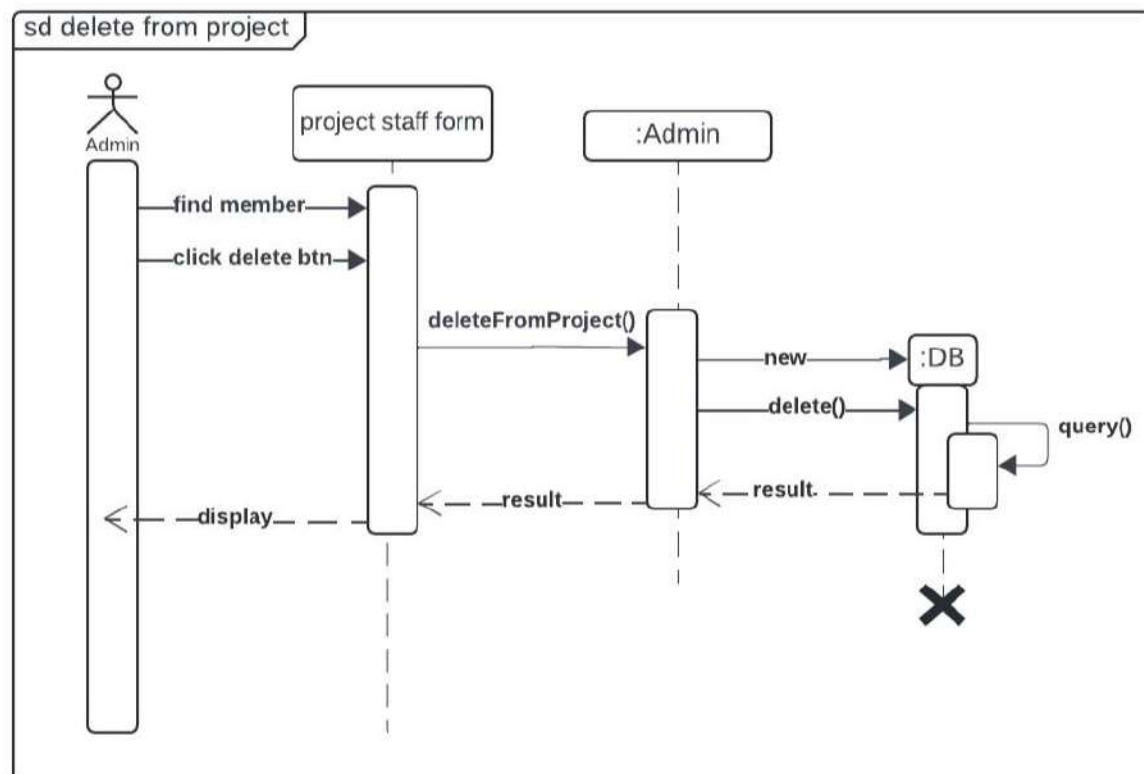 sd delete from project
Admin
project staff form
:Admin
find member
click delete btn
deleteFromProject()
new
:DB
delete()
query()
result
result
display